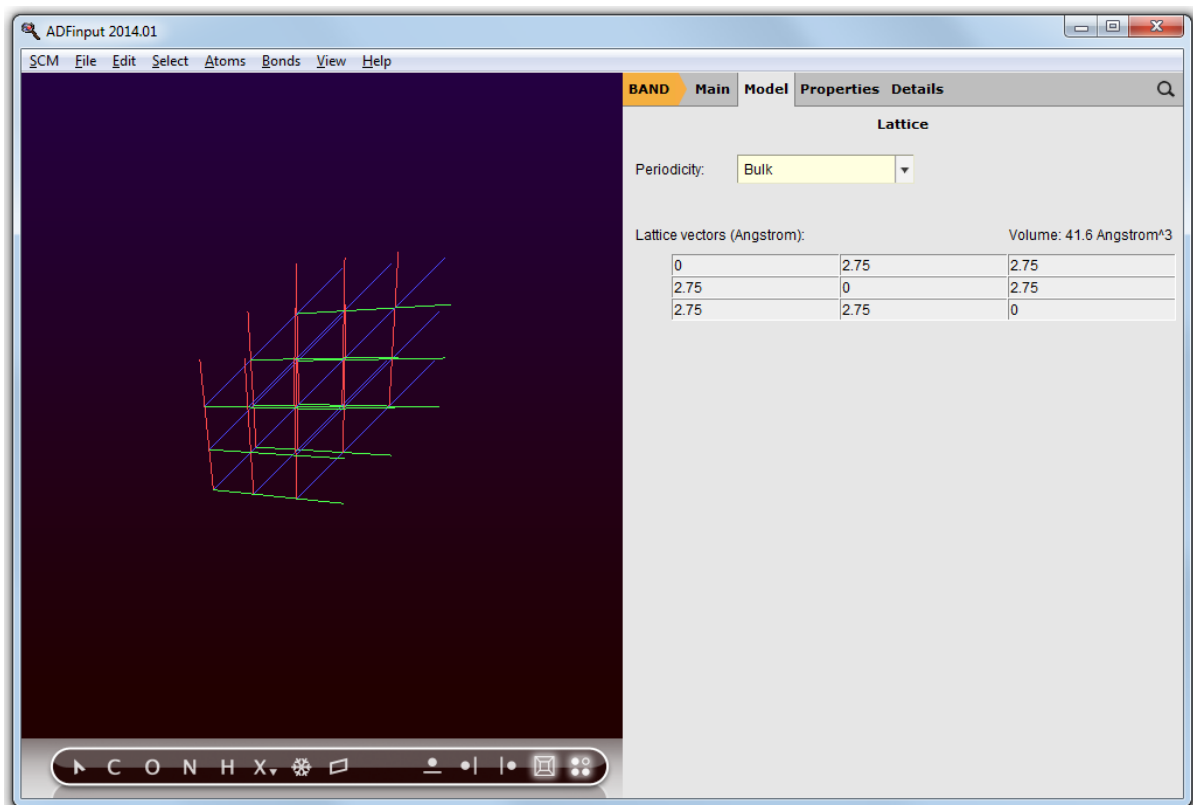 ADFinput 2014.01
SCM File Edit Select Atoms Bonds View Help
BAND Main Model Properties Details
Lattice
Periodicity: Bulk
Lattice vectors (Angstrom): Volume: 41.6 Angstrom^3
0 2.75 2.75
2.75 0 2.75
2.75 2.75 0
C O N H X